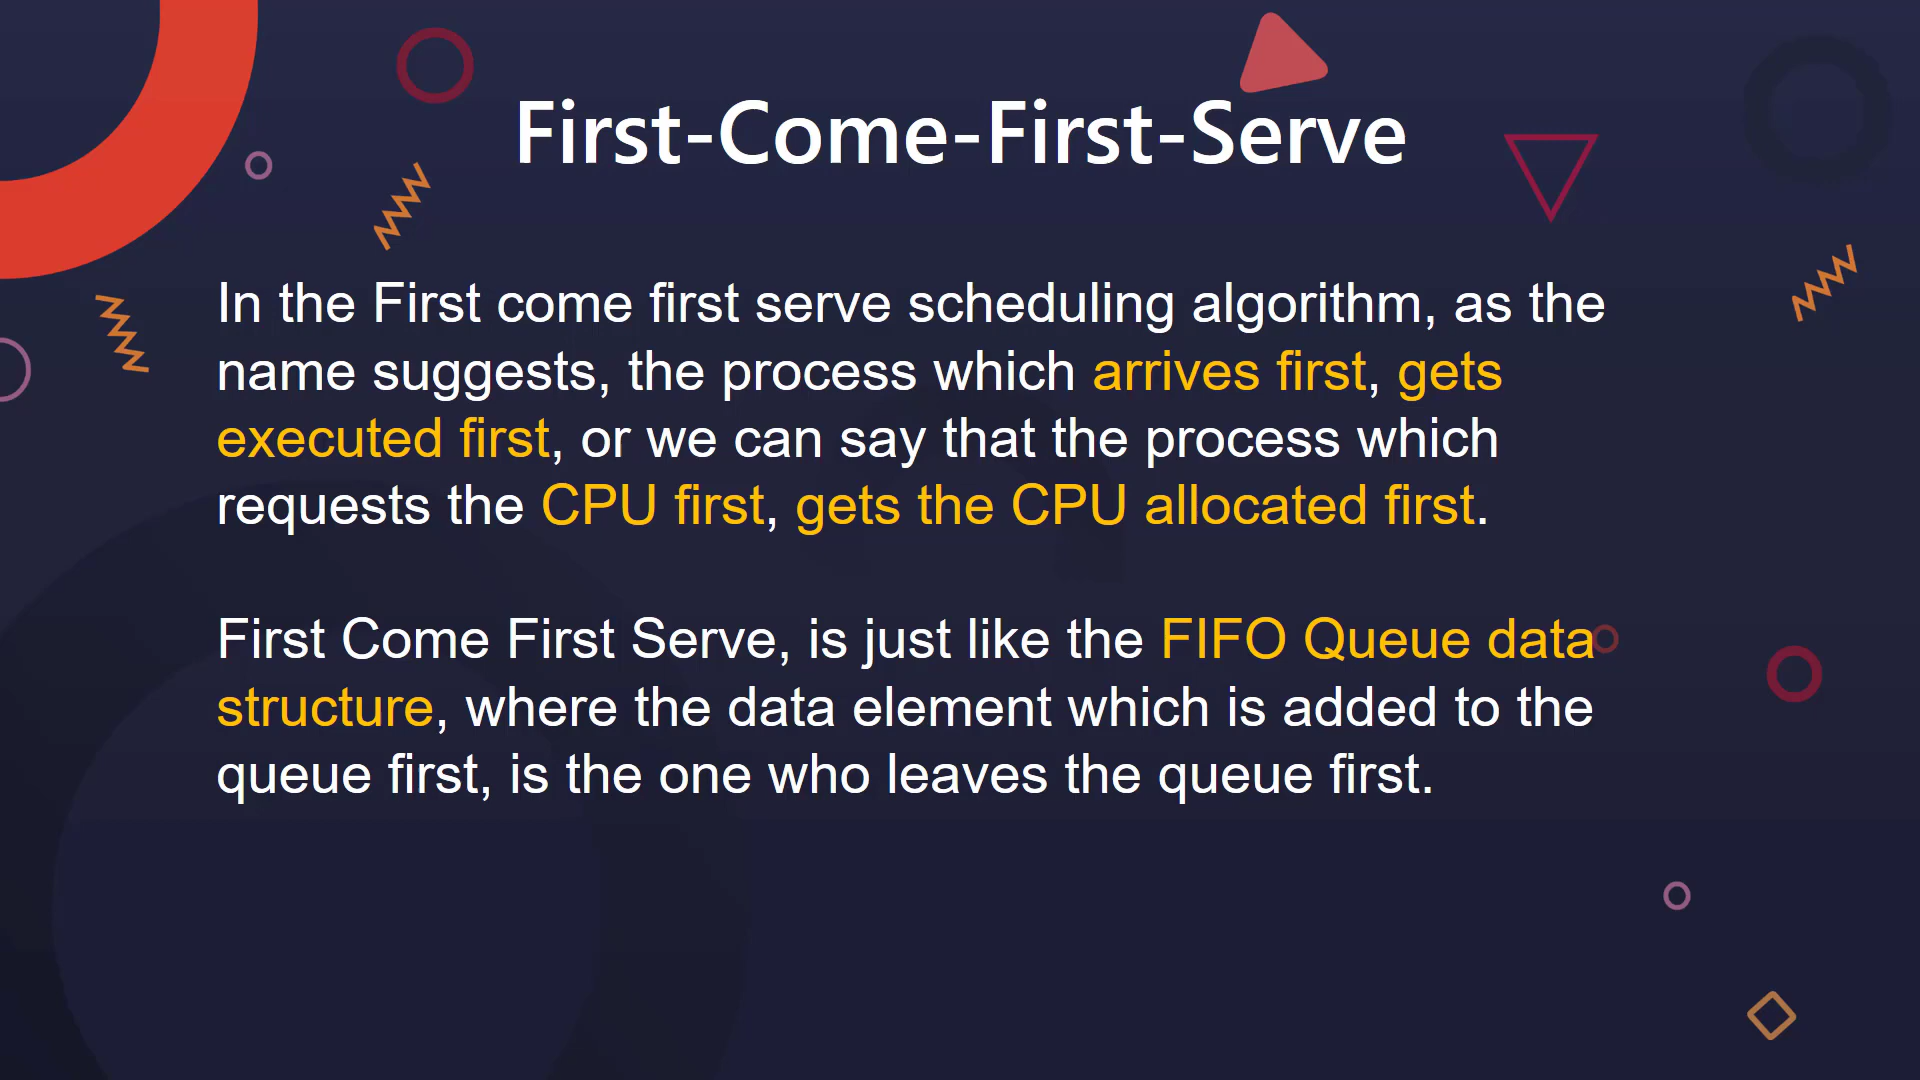 First-Come-First-Serve
In the First come first serve scheduling algorithm, as the
name suggests, the process which arrives first, gets
executed first, or we can say that the process which
requests the CPU first, gets the CPU allocated first.
First Come First Serve, is just like the FIFO Queue data
structure, where the data element which is added to the
queue first, is the one who leaves the queue first.